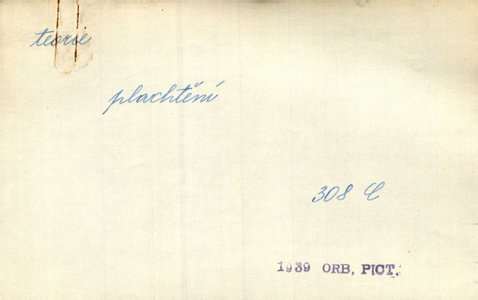 teorie
plachtění
308 C
1939 ORB, PICT.